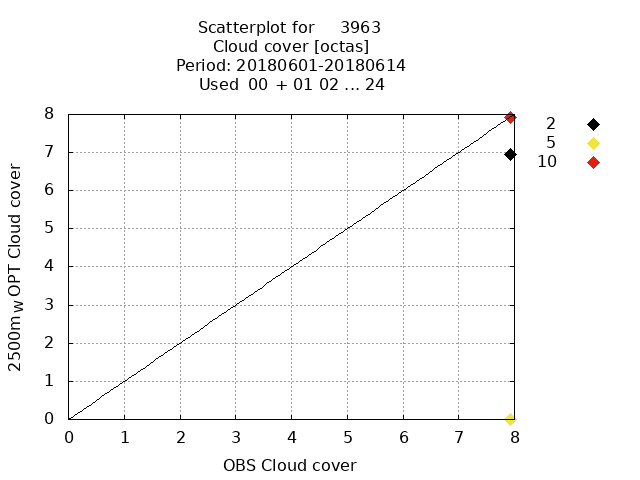 Scatterplot for 3963
Cloud cover [octas]
Period: 20180601-20180614
Used 00 + 01 02 ... 24
8
7
6
5
4
3
2
1
0
2500m w OPT Cloud cover
0 1 2 3 4 5 6 7 8
OBS Cloud cover
2
5
10